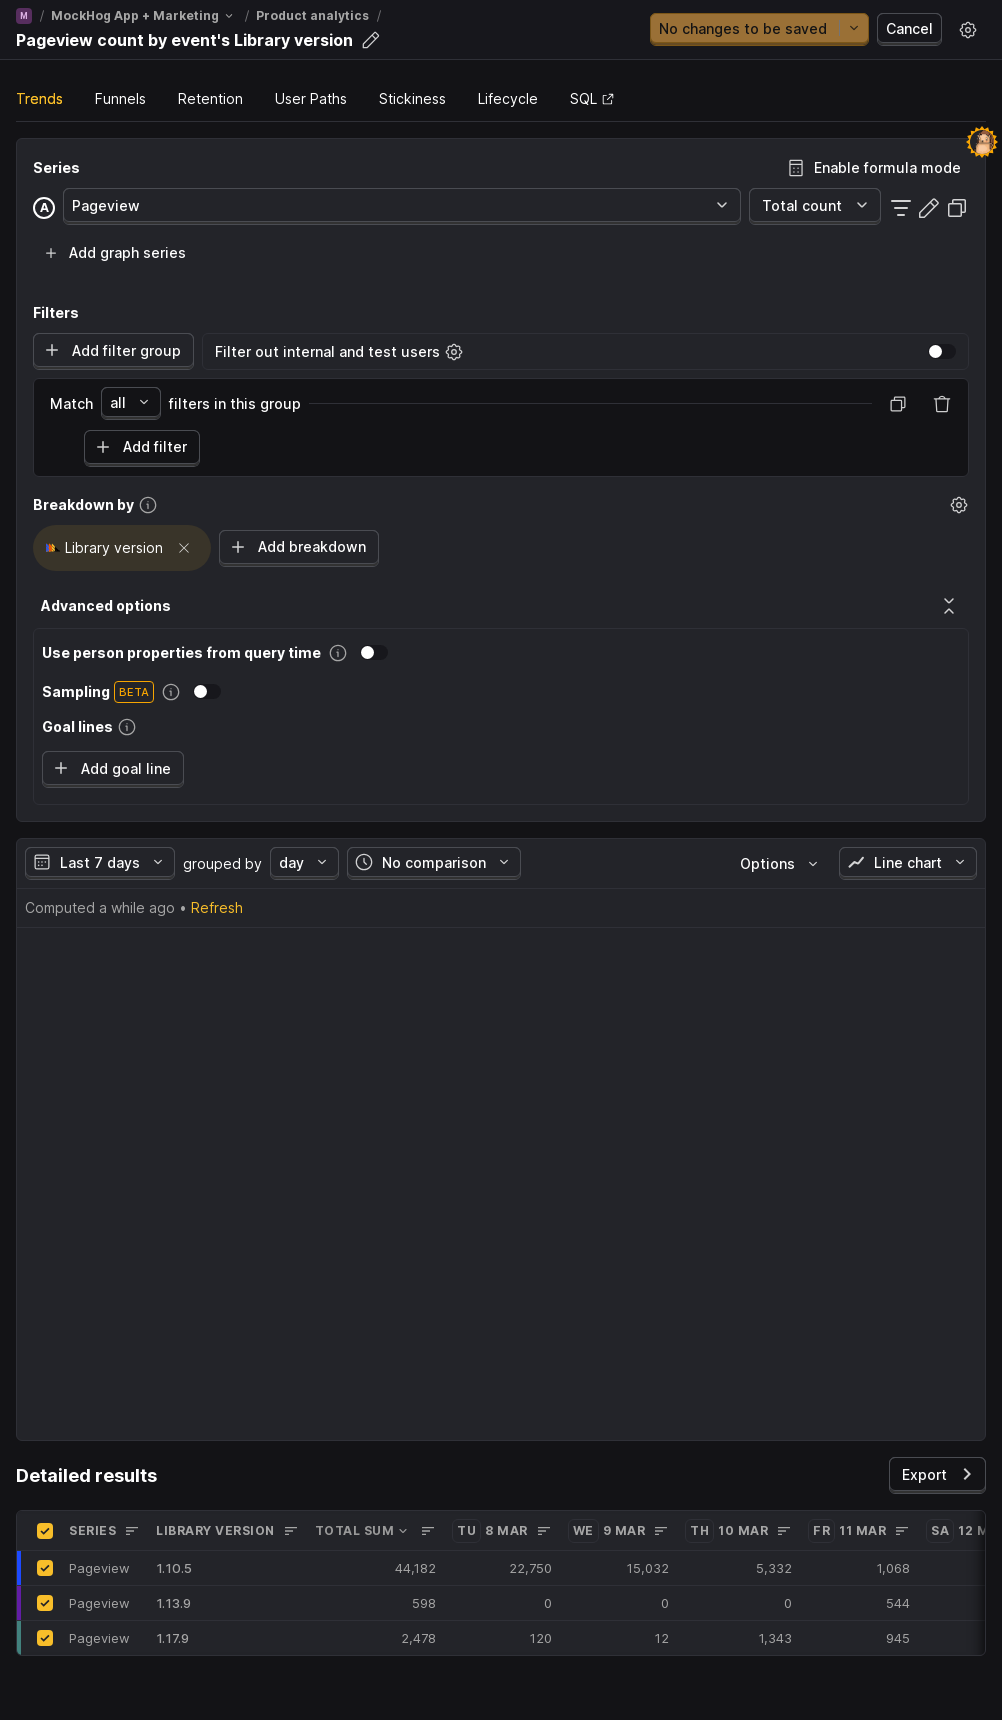 M / MockHog App + Marketing / Product analytics /
Pageview count by event's Library version
No changes to be saved
Cancel
Trends Funnels Retention User Paths Stickiness Lifecycle SQL
Series
Enable formula mode
A Pageview Total count
Add graph series
Filters
Add filter group Filter out internal and test users
Match all filters in this group
Add filter
Breakdown by
Library version Add breakdown
Advanced options
Use person properties from query time
Sampling BETA
Goal lines
Add goal line
Last 7 days grouped by day No comparison Options Line chart
Computed a while ago • Refresh
Detailed results
Export
SERIES LIBRARY VERSION TOTAL SUM TU 8 MAR WE 9 MAR TH 10 MAR FR 11 MAR SA 12 M
Pageview 1.10.5 44,182 22,750 15,032 5,332 1,068
Pageview 1.13.9 598 0 0 0 544
Pageview 1.17.9 2,478 120 12 1,343 945